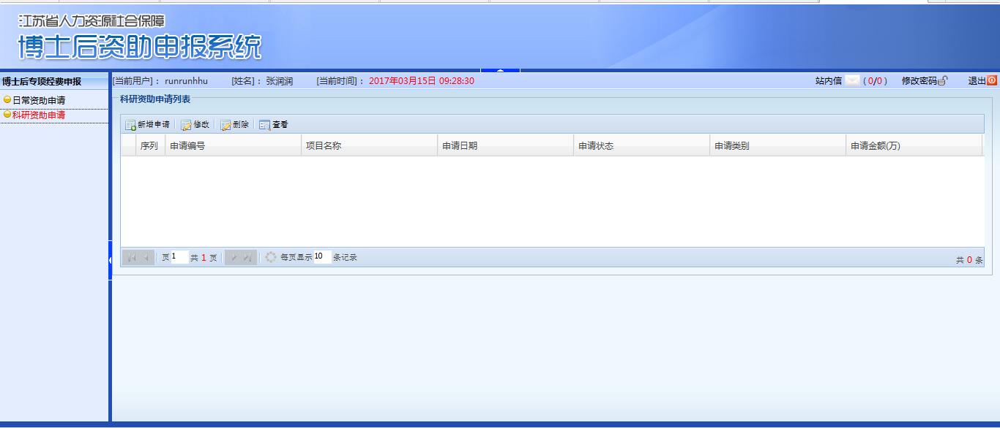 江苏省人力资源社会保障
博士后资助申报系统
博士后专项经费申报
日常资助申请
科研资助申请
[当前用户]： runrunhhu [姓名]： 张润润 [当前时间]： 2017年03月15日 09:28:30 站内信 ( 0/0 ) 修改密码 退出
科研资助申请列表
新增申请 修改 删除 查看
序列 申请编号 项目名称 申请日期 申请状态 申请类别 申请金额(万)
页 1 共 1 页 每页显示 10 条记录 共 0 条